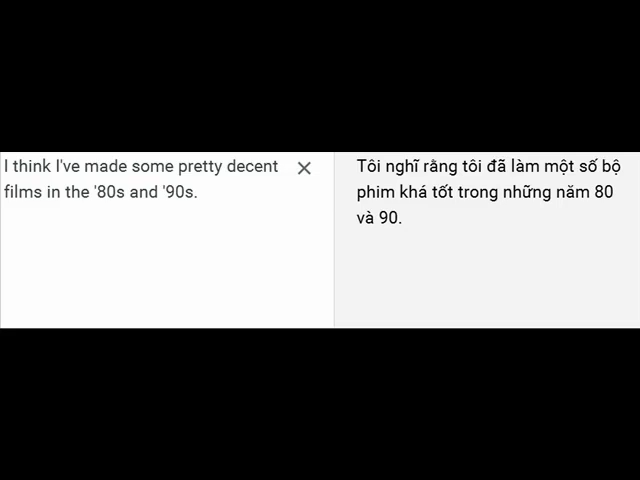 I think I've made some pretty decent
films in the '80s and '90s.
Tôi nghĩ rằng tôi đã làm một số bộ
phim khá tốt trong những năm 80
và 90.